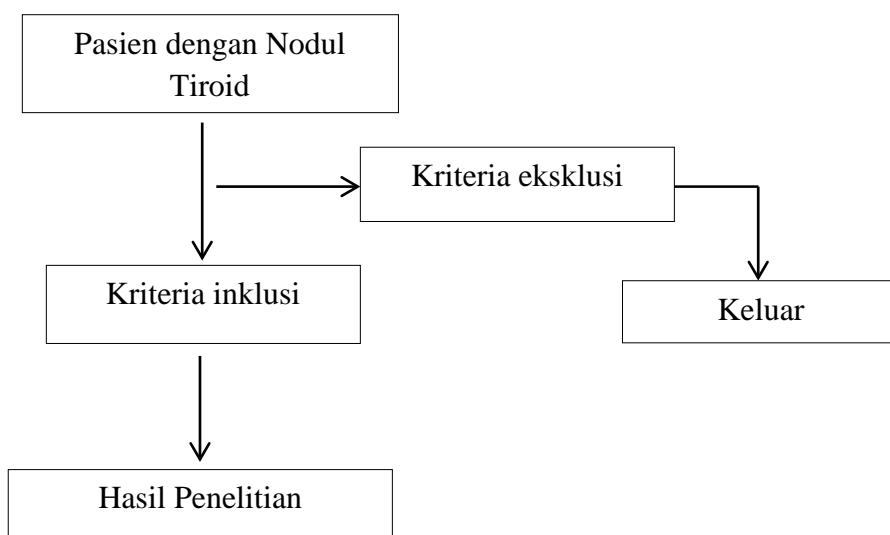 Pasien dengan Nodul
Tiroid
Kriteria eksklusi
Kriteria inklusi
Keluar
Hasil Penelitian